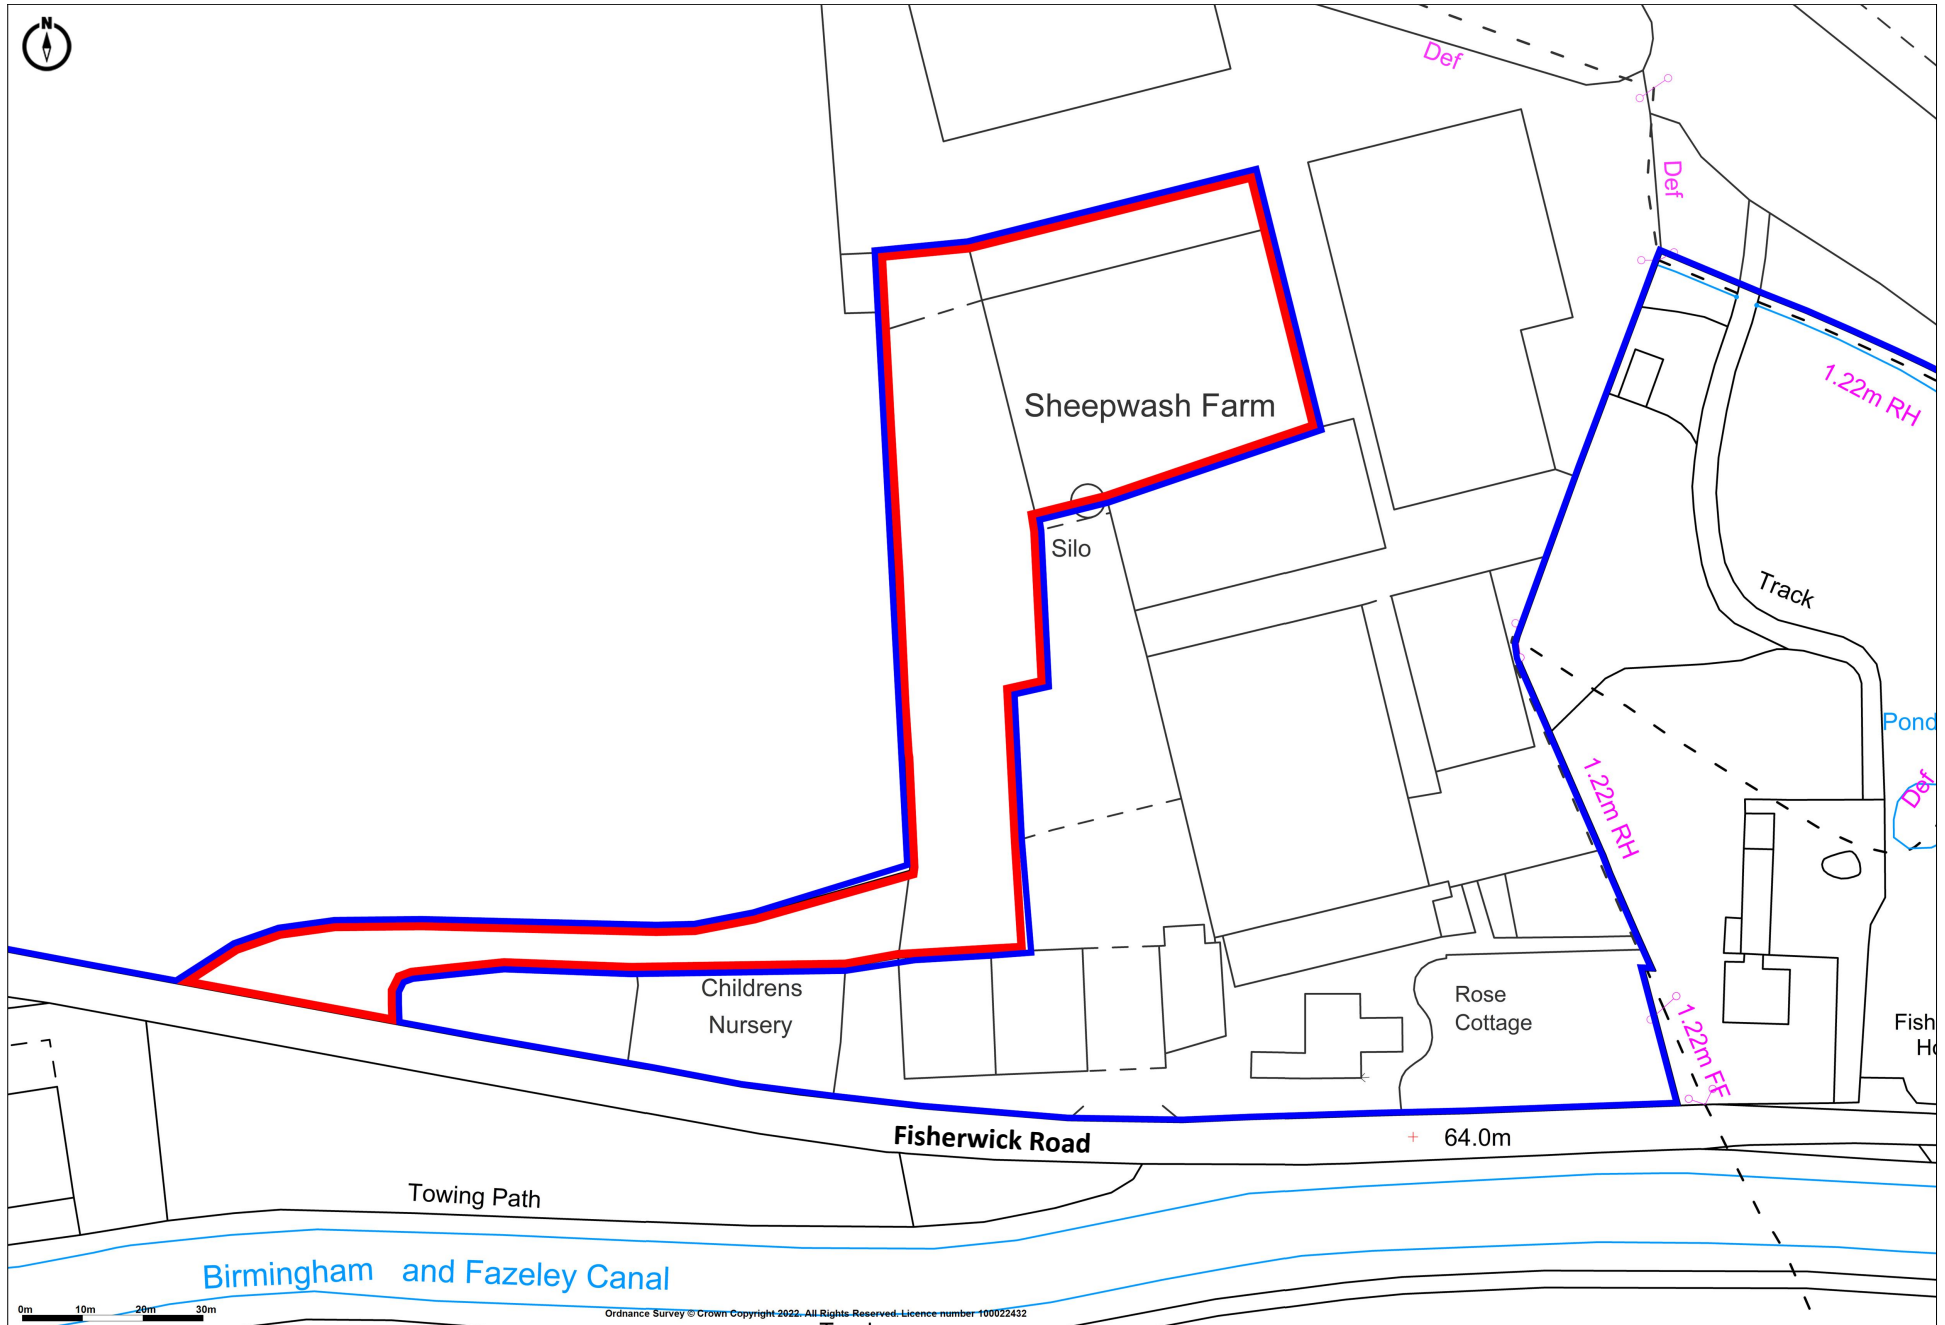 N
Def
Def
1.22m RH
Sheepwash Farm
Silo
Track
Pond
Def
1.22m RH
Childrens
Nursery
Rose
Cottage
1.22m FF
Fish
Fisherwick Road
64.0m
Towing Path
Birmingham and Fazeley Canal
0m 10m 20m 30m
Ordnance Survey © Crown Copyright 2022. All Rights Reserved. Licence number 100022432